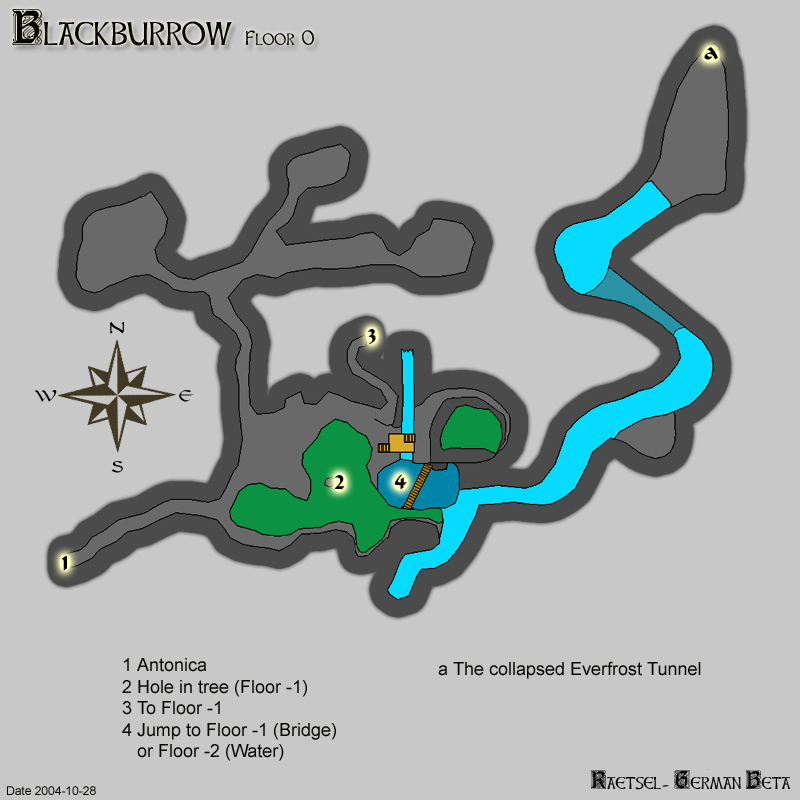 Blackburrow Floor 0
a
N
3
W E
S
2 4
1
1 Antonica
2 Hole in tree (Floor -1)
3 To Floor -1
4 Jump to Floor -1 (Bridge)
or Floor -2 (Water)
a The collapsed Everfrost Tunnel
Date 2004-10-28
Raetsel- German Beta